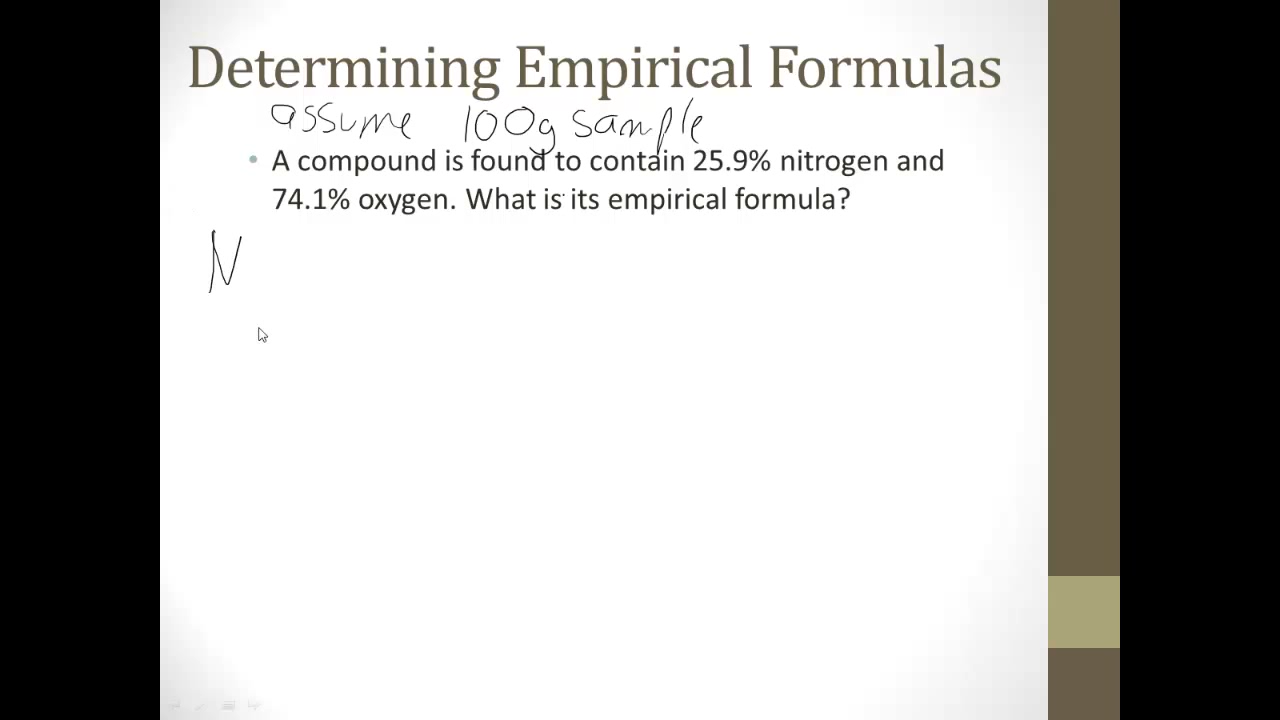 Determining Empirical Formulas
assume 100g sample
• A compound is found to contain 25.9% nitrogen and
74.1% oxygen. What is its empirical formula?
N